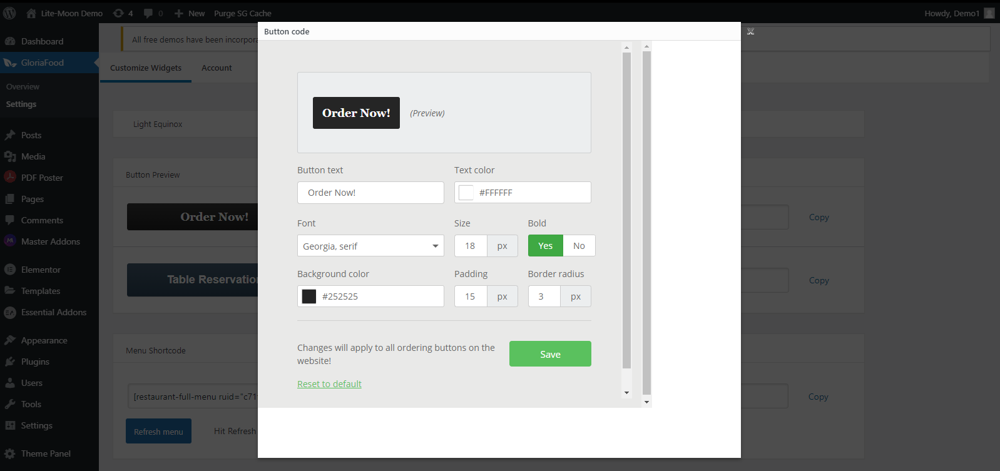 Lite-Moon Demo
4
0
New
Purge SG Cache
Howdy, Demo1
Dashboard
GloriaFood
Overview
Settings
Posts
Media
PDF Poster
Pages
Comments
Master Addons
Elementor
Templates
Essential Addons
Appearance
Plugins
Users
Tools
Settings
Theme Panel
All free demos have been incorpora
Customize Widgets
Account
Light Equinox
Button Preview
Order Now!
Copy
Table Reservation
Copy
Menu Shortcode
[restaurant-full-menu ruid="c71
Copy
Refresh menu
Hit Refresh
Button code
x
Order Now!
(Preview)
Button text
Text color
Order Now!
#FFFFFF
Font
Size
Bold
Georgia, serif
18
px
Yes
No
Background color
Padding
Border radius
#252525
15
px
3
px
Changes will apply to all ordering buttons on the
website!
Save
Reset to default